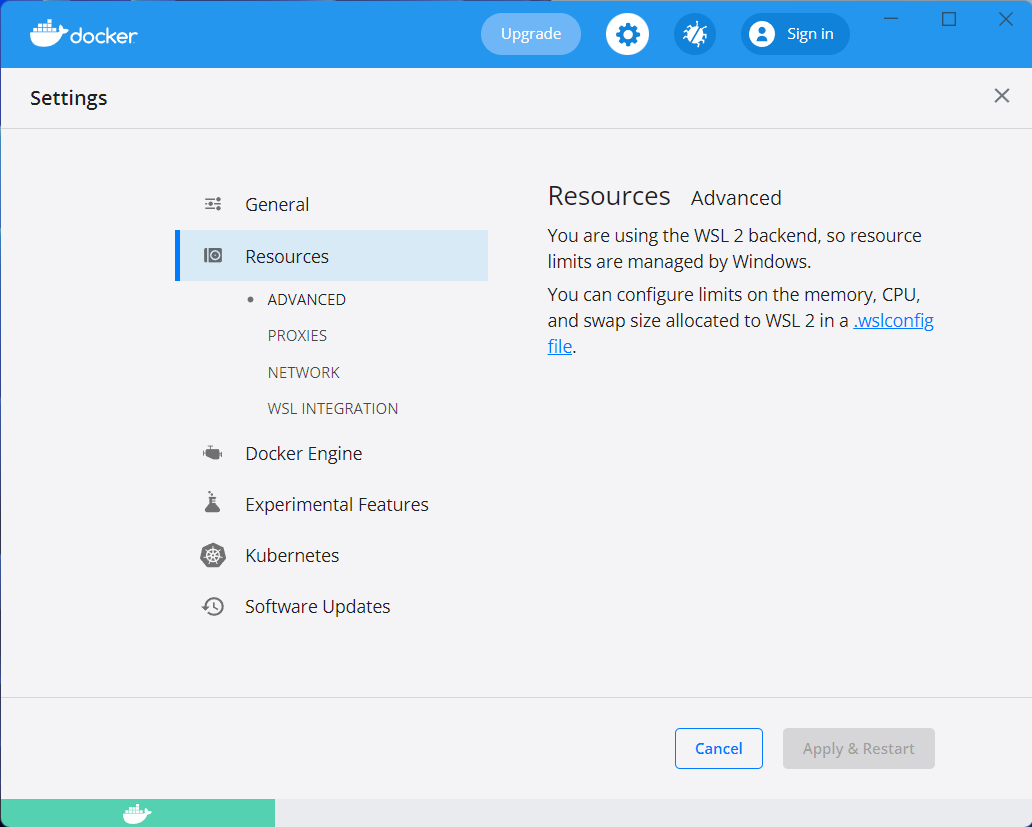 docker
Upgrade
Sign in
Settings
General
Resources
ADVANCED
PROXIES
NETWORK
WSL INTEGRATION
Docker Engine
Experimental Features
Kubernetes
Software Updates
Resources Advanced
You are using the WSL 2 backend, so resource
limits are managed by Windows.
You can configure limits on the memory, CPU,
and swap size allocated to WSL 2 in a .wslconfig
file.
Cancel
Apply & Restart